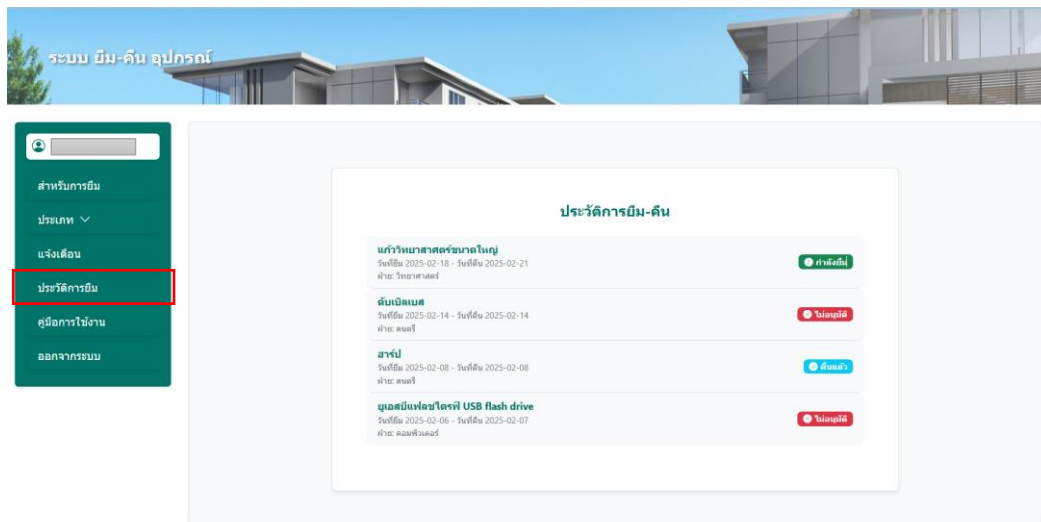 ระบบ ยืม-คืน อุปกรณ์
สำหรับการยืม
ประเภท
แจ้งเตือน
ประวัติการยืม
คู่มือการใช้งาน
ออกจากระบบ
ประวัติการยืม-คืน
แก้ววิทยาศาสตร์ขนาดใหญ่
วันที่ยืม 2025-02-18 - วันที่คืน 2025-02-21
ฝ่าย: วิทยาศาสตร์
กำลังยืม
ดับเบิลเบส
วันที่ยืม 2025-02-14 - วันที่คืน 2025-02-14
ฝ่าย: ดนตรี
ไม่อนุมัติ
ฮาร์ป
วันที่ยืม 2025-02-08 - วันที่คืน 2025-02-08
ฝ่าย: ดนตรี
คืนแล้ว
ยูเอสบีแฟลชไดรฟ์ USB flash drive
วันที่ยืม 2025-02-06 - วันที่คืน 2025-02-07
ฝ่าย: คอมพิวเตอร์
ไม่อนุมัติ